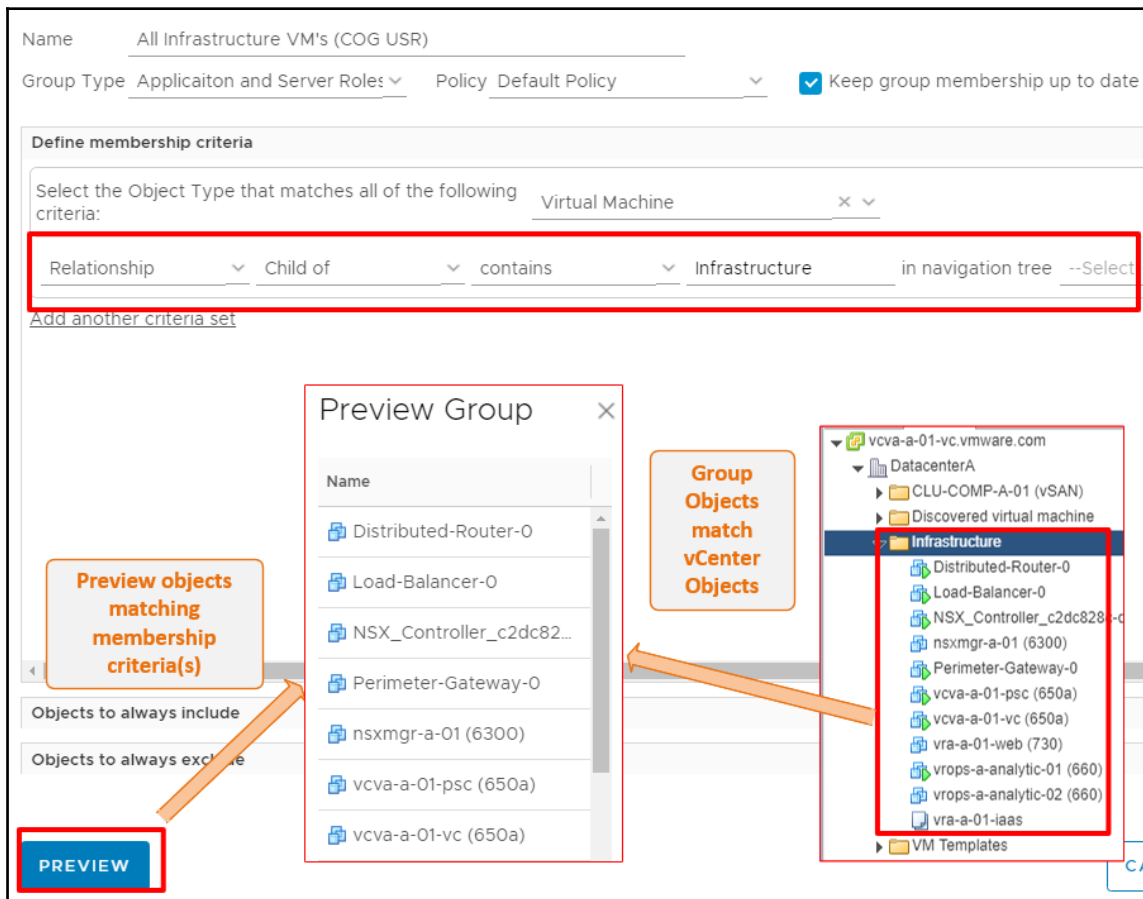 Name All Infrastructure VM's (COG USR)
Group Type Applicaiton and Server Roles Policy Default Policy Keep group membership up to date
Define membership criteria
Select the Object Type that matches all of the following
criteria:
Virtual Machine
Relationship Child of contains Infrastructure in navigation tree --Select
Add another criteria set
Preview Group
Name
Distributed-Router-0
Load-Balancer-0
NSX_Controller_c2dc82...
Perimeter-Gateway-0
nsxmgr-a-01 (6300)
vcva-a-01-psc (650a)
vcva-a-01-vc (650a)
Group
Objects
match
vCenter
Objects
vcva-a-01-vc.vmware.com
DatacenterA
CLU-COMP-A-01 (vSAN)
Discovered virtual machine
Infrastructure
Distributed-Router-0
Load-Balancer-0
NSX_Controller_c2dc828c-c
nsxmgr-a-01 (6300)
Perimeter-Gateway-0
vcva-a-01-psc (650a)
vcva-a-01-vc (650a)
vra-a-01-web (730)
vrops-a-analytic-01 (660)
vrops-a-analytic-02 (660)
vra-a-01-iaas
VM Templates
Preview objects
matching
membership
criteria(s)
Objects to always include
Objects to always exclude
PREVIEW
CA